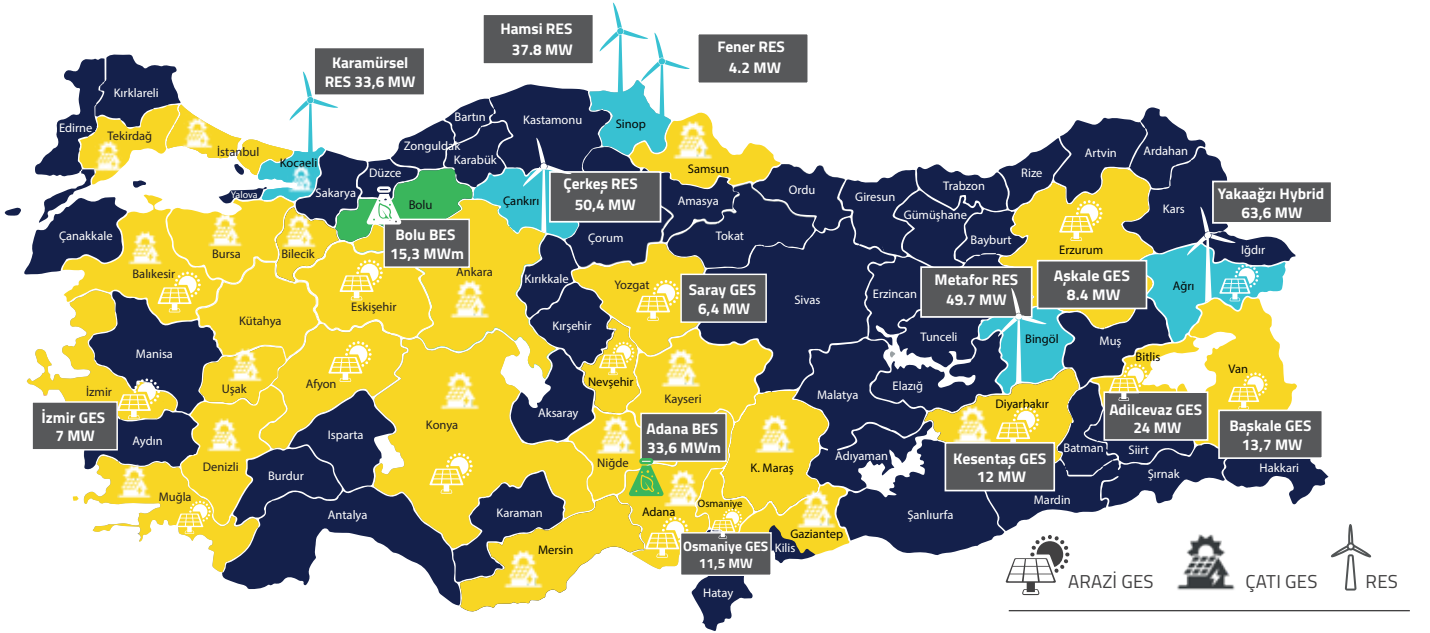 Hamsi RES
37.8 MW
Fener RES
4.2 MW
Karamürsel
RES 33,6 MW
Kırklareli
Edirne
Tekirdağ
İstanbul
Kocaeli
Yalova
Sakarya
Düzce
Zonguldak
Bartın
Karabük
Kastamonu
Sinop
Samsun
Bolu
Çankırı
Çerkeş RES
50,4 MW
Amasya
Ordu
Giresun
Trabzon
Rize
Artvin
Ardahan
Gümüşhane
Bayburt
Kars
Yakaağzı Hybrid
63,6 MW
Iğdır
Çanakkale
Balıkesir
Bursa
Bilecik
Bolu BES
15,3 MWm
Ankara
Çorum
Tokat
Erzurum
Ağrı
Eskişehir
Kırıkkale
Yozgat
Saray GES
6,4 MW
Sivas
Erzincan
Metafor RES
49.7 MW
Aşkale GES
8.4 MW
Kütahya
Kırşehir
Tunceli
Bingöl
Muş
Bitlis
Van
Manisa
Uşak
Afyon
Nevşehir
Kayseri
Malatya
Elazığ
İzmir
İzmir GES
7 MW
Aydın
Denizli
Isparta
Konya
Aksaray
Niğde
Adana BES
33,6 MWm
K. Maraş
Adıyaman
Diyarhakır
Kesentaş GES
12 MW
Batman
Adilcevaz GES
24 MW
Siirt
Başkale GES
13,7 MW
Hakkari
Şırnak
Mardin
Şanlıurfa
Muğla
Burdur
Antalya
Karaman
Mersin
Adana
Osmaniye
Gaziantep
Kilis
Osmaniye GES
11,5 MW
Hatay
ARAZİ GES
ÇATI GES
RES